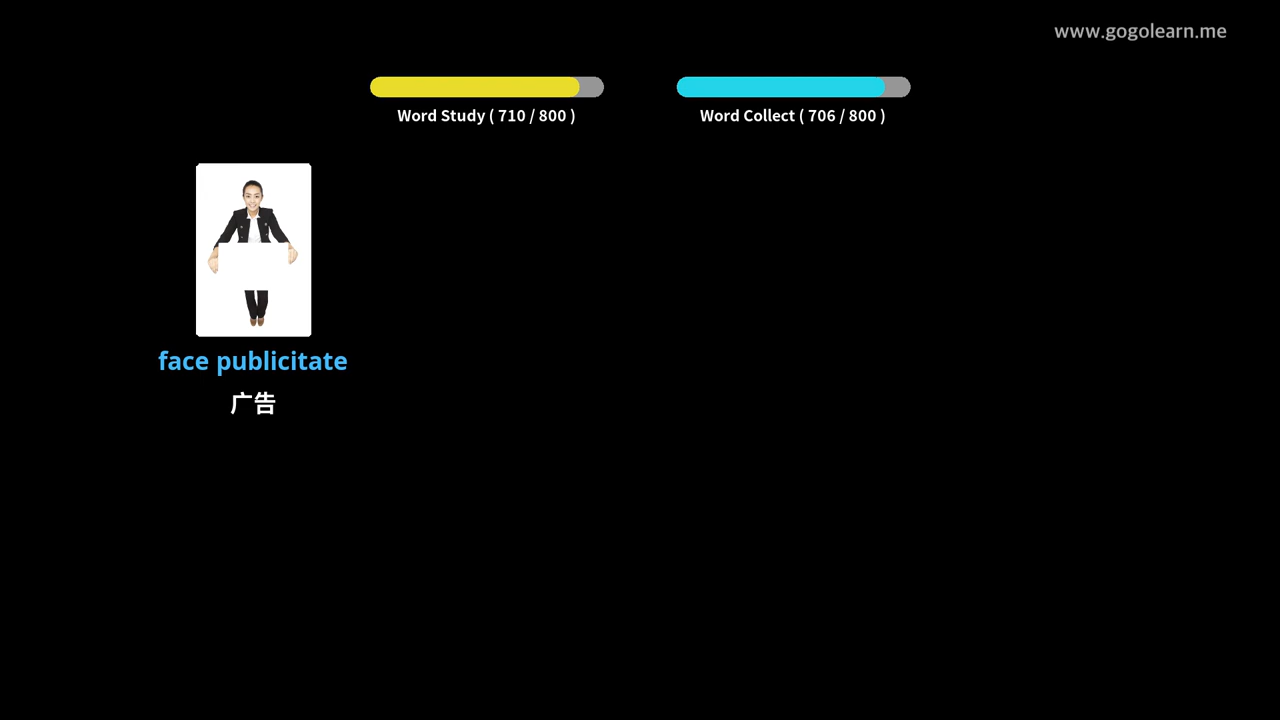 www.gogolearn.me
Word Study ( 710 / 800 )
Word Collect ( 706 / 800 )
face publicitate
广告